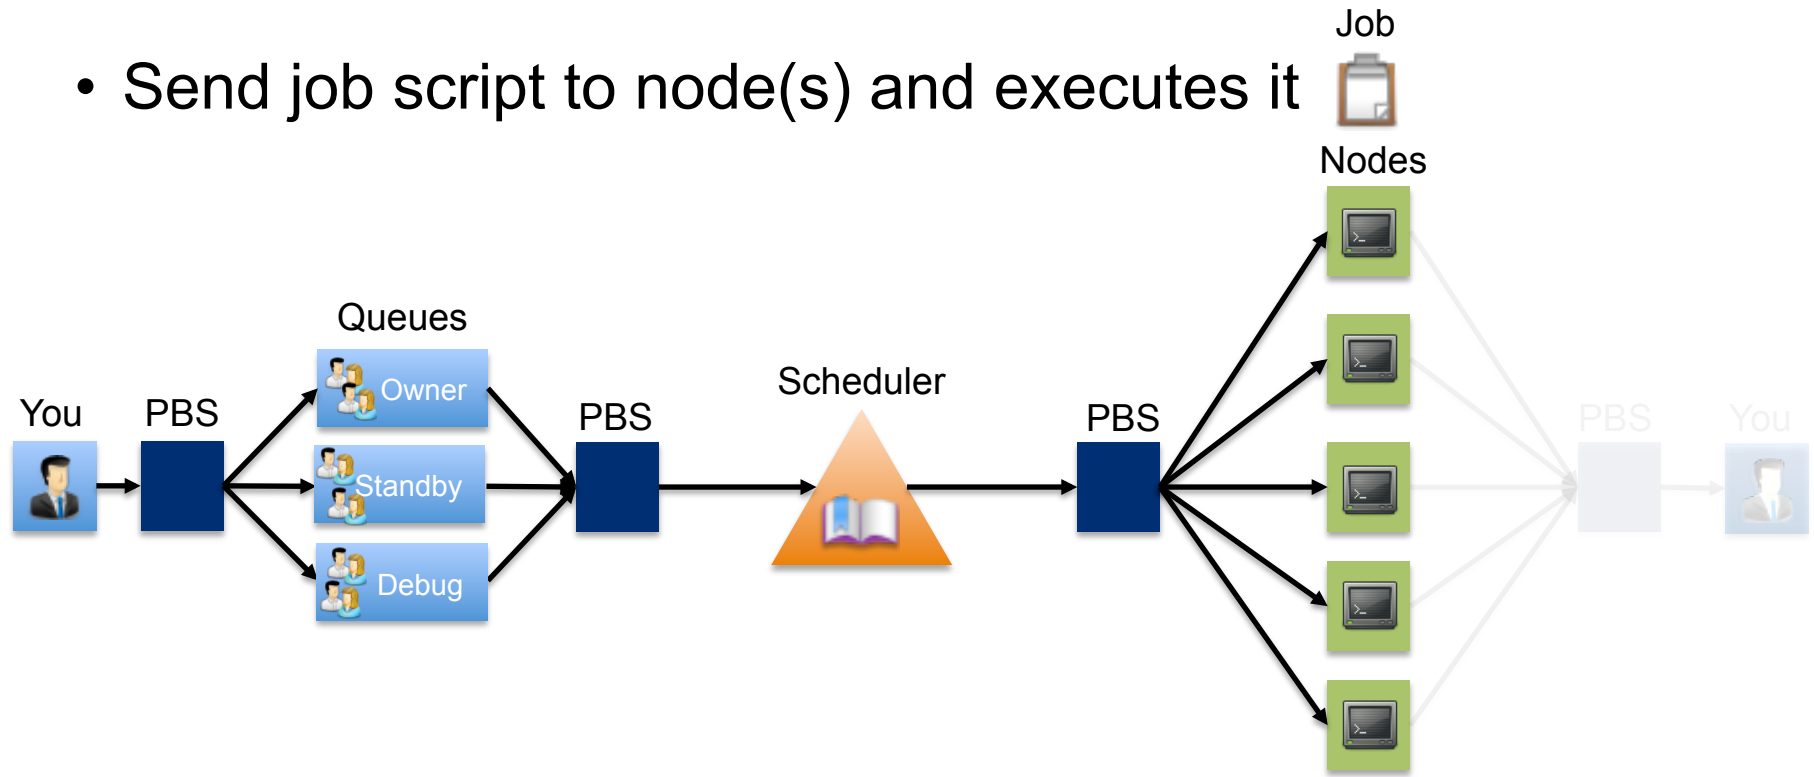 Job
• Send job script to node(s) and executes it
Nodes
Queues
Owner
Scheduler
You
PBS
PBS
PBS
PBS
You
Standby
Debug